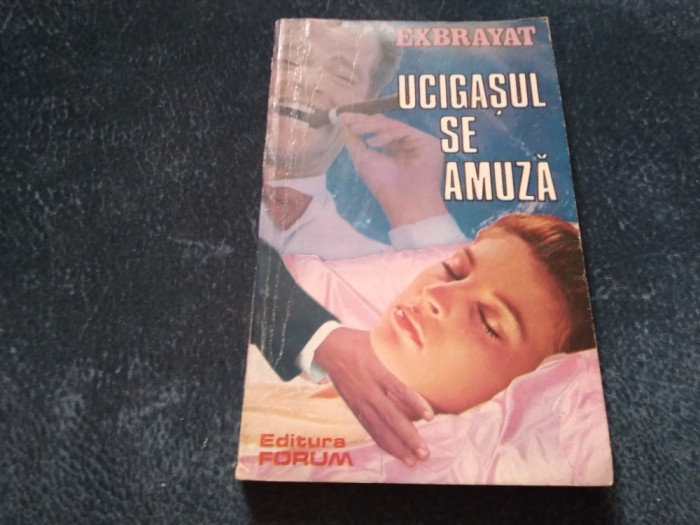 EXBRAYAT
UCIGAȘUL
SE
AMUZĂ
Editura
FORUM